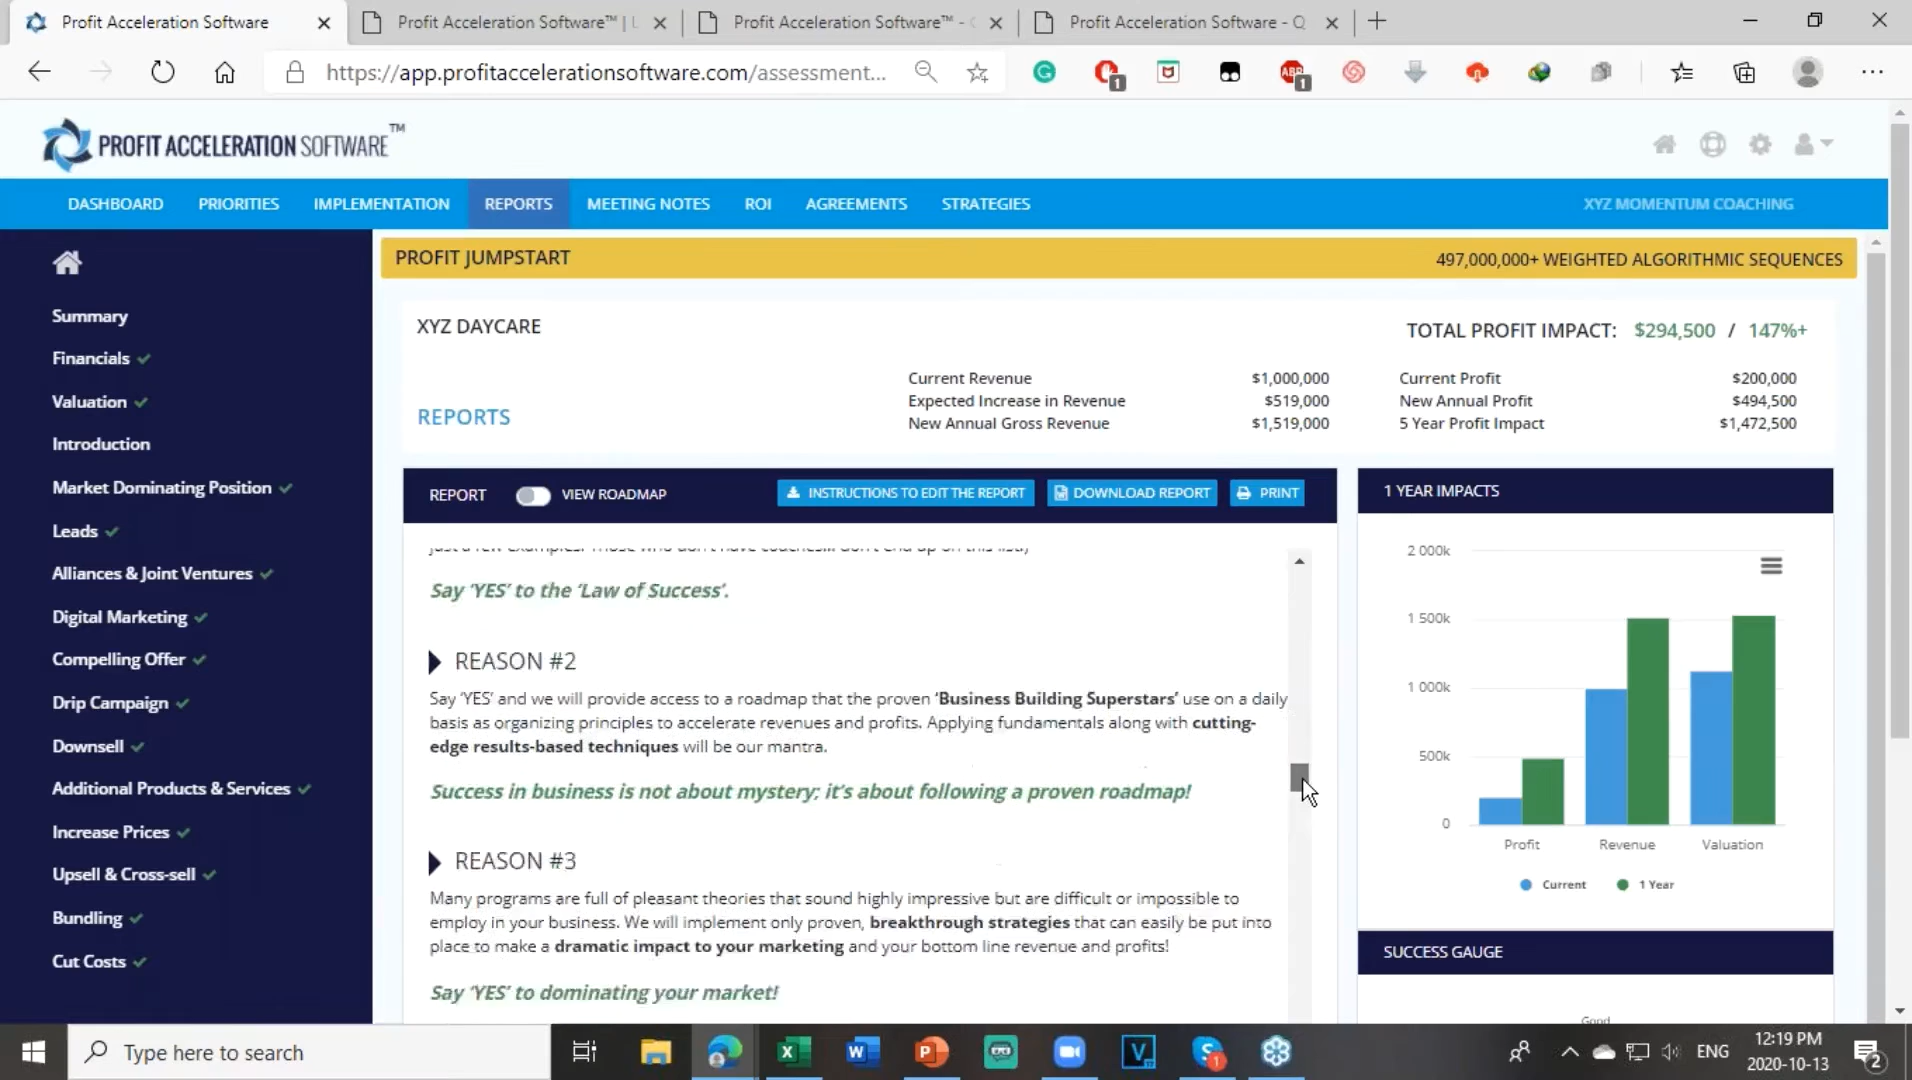 Profit Acceleration Software
Profit Acceleration Software™ |
Profit Acceleration Software™ -
Profit Acceleration Software - Q
https://app.profitaccelerationsoftware.com/assessment...
1
ABP
1
PROFIT ACCELERATION SOFTWARE™
DASHBOARD
PRIORITIES
IMPLEMENTATION
REPORTS
MEETING NOTES
ROI
AGREEMENTS
STRATEGIES
XYZ MOMENTUM COACHING
Summary
Financials
Valuation
Introduction
Market Dominating Position
Leads
Alliances & Joint Ventures
Digital Marketing
Compelling Offer
Drip Campaign
Downsell
Additional Products & Services
Increase Prices
Upsell & Cross-sell
Bundling
Cut Costs
PROFIT JUMPSTART
497,000,000+ WEIGHTED ALGORITHMIC SEQUENCES
XYZ DAYCARE
TOTAL PROFIT IMPACT: $294,500 / 147%+
REPORTS
Current Revenue $1,000,000
Expected Increase in Revenue $519,000
New Annual Gross Revenue $1,519,000
Current Profit $200,000
New Annual Profit $494,500
5 Year Profit Impact $1,472,500
REPORT
VIEW ROADMAP
INSTRUCTIONS TO EDIT THE REPORT
DOWNLOAD REPORT
PRINT
Say ‘YES’ to the ‘Law of Success’.
REASON #2
Say ‘YES’ and we will provide access to a roadmap that the proven ‘Business Building Superstars’ use on a daily
basis as organizing principles to accelerate revenues and profits. Applying fundamentals along with cutting-
edge results-based techniques will be our mantra.
Success in business is not about mystery; it’s about following a proven roadmap!
REASON #3
Many programs are full of pleasant theories that sound highly impressive but are difficult or impossible to
employ in your business. We will implement only proven, breakthrough strategies that can easily be put into
place to make a dramatic impact to your marketing and your bottom line revenue and profits!
Say ‘YES’ to dominating your market!
1 YEAR IMPACTS
2 000k
1 500k
1 000k
500k
0
Profit
Revenue
Valuation
Current
1 Year
SUCCESS GAUGE
Good
Type here to search
ENG
12:19 PM
2020-10-13
2